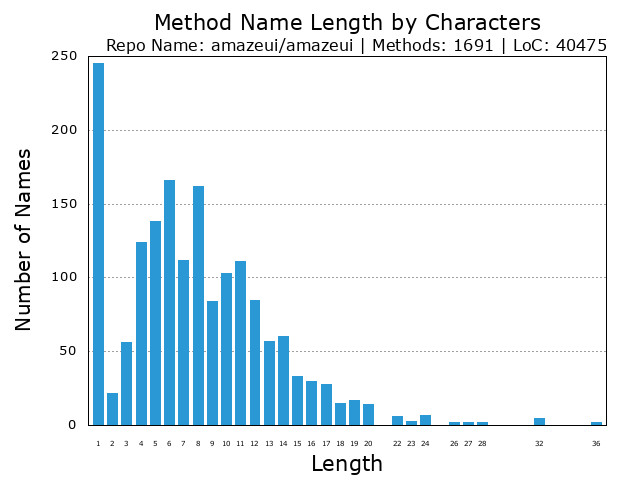 Method Name Length by Characters
Repo Name: amazeui/amazeui | Methods: 1691 | LoC: 40475
250
200
150
100
50
0
Number of Names
1 2 3 4 5 6 7 8 9 10 11 12 13 14 15 16 17 18 19 20 22 23 24 26 27 28 32 36
Length